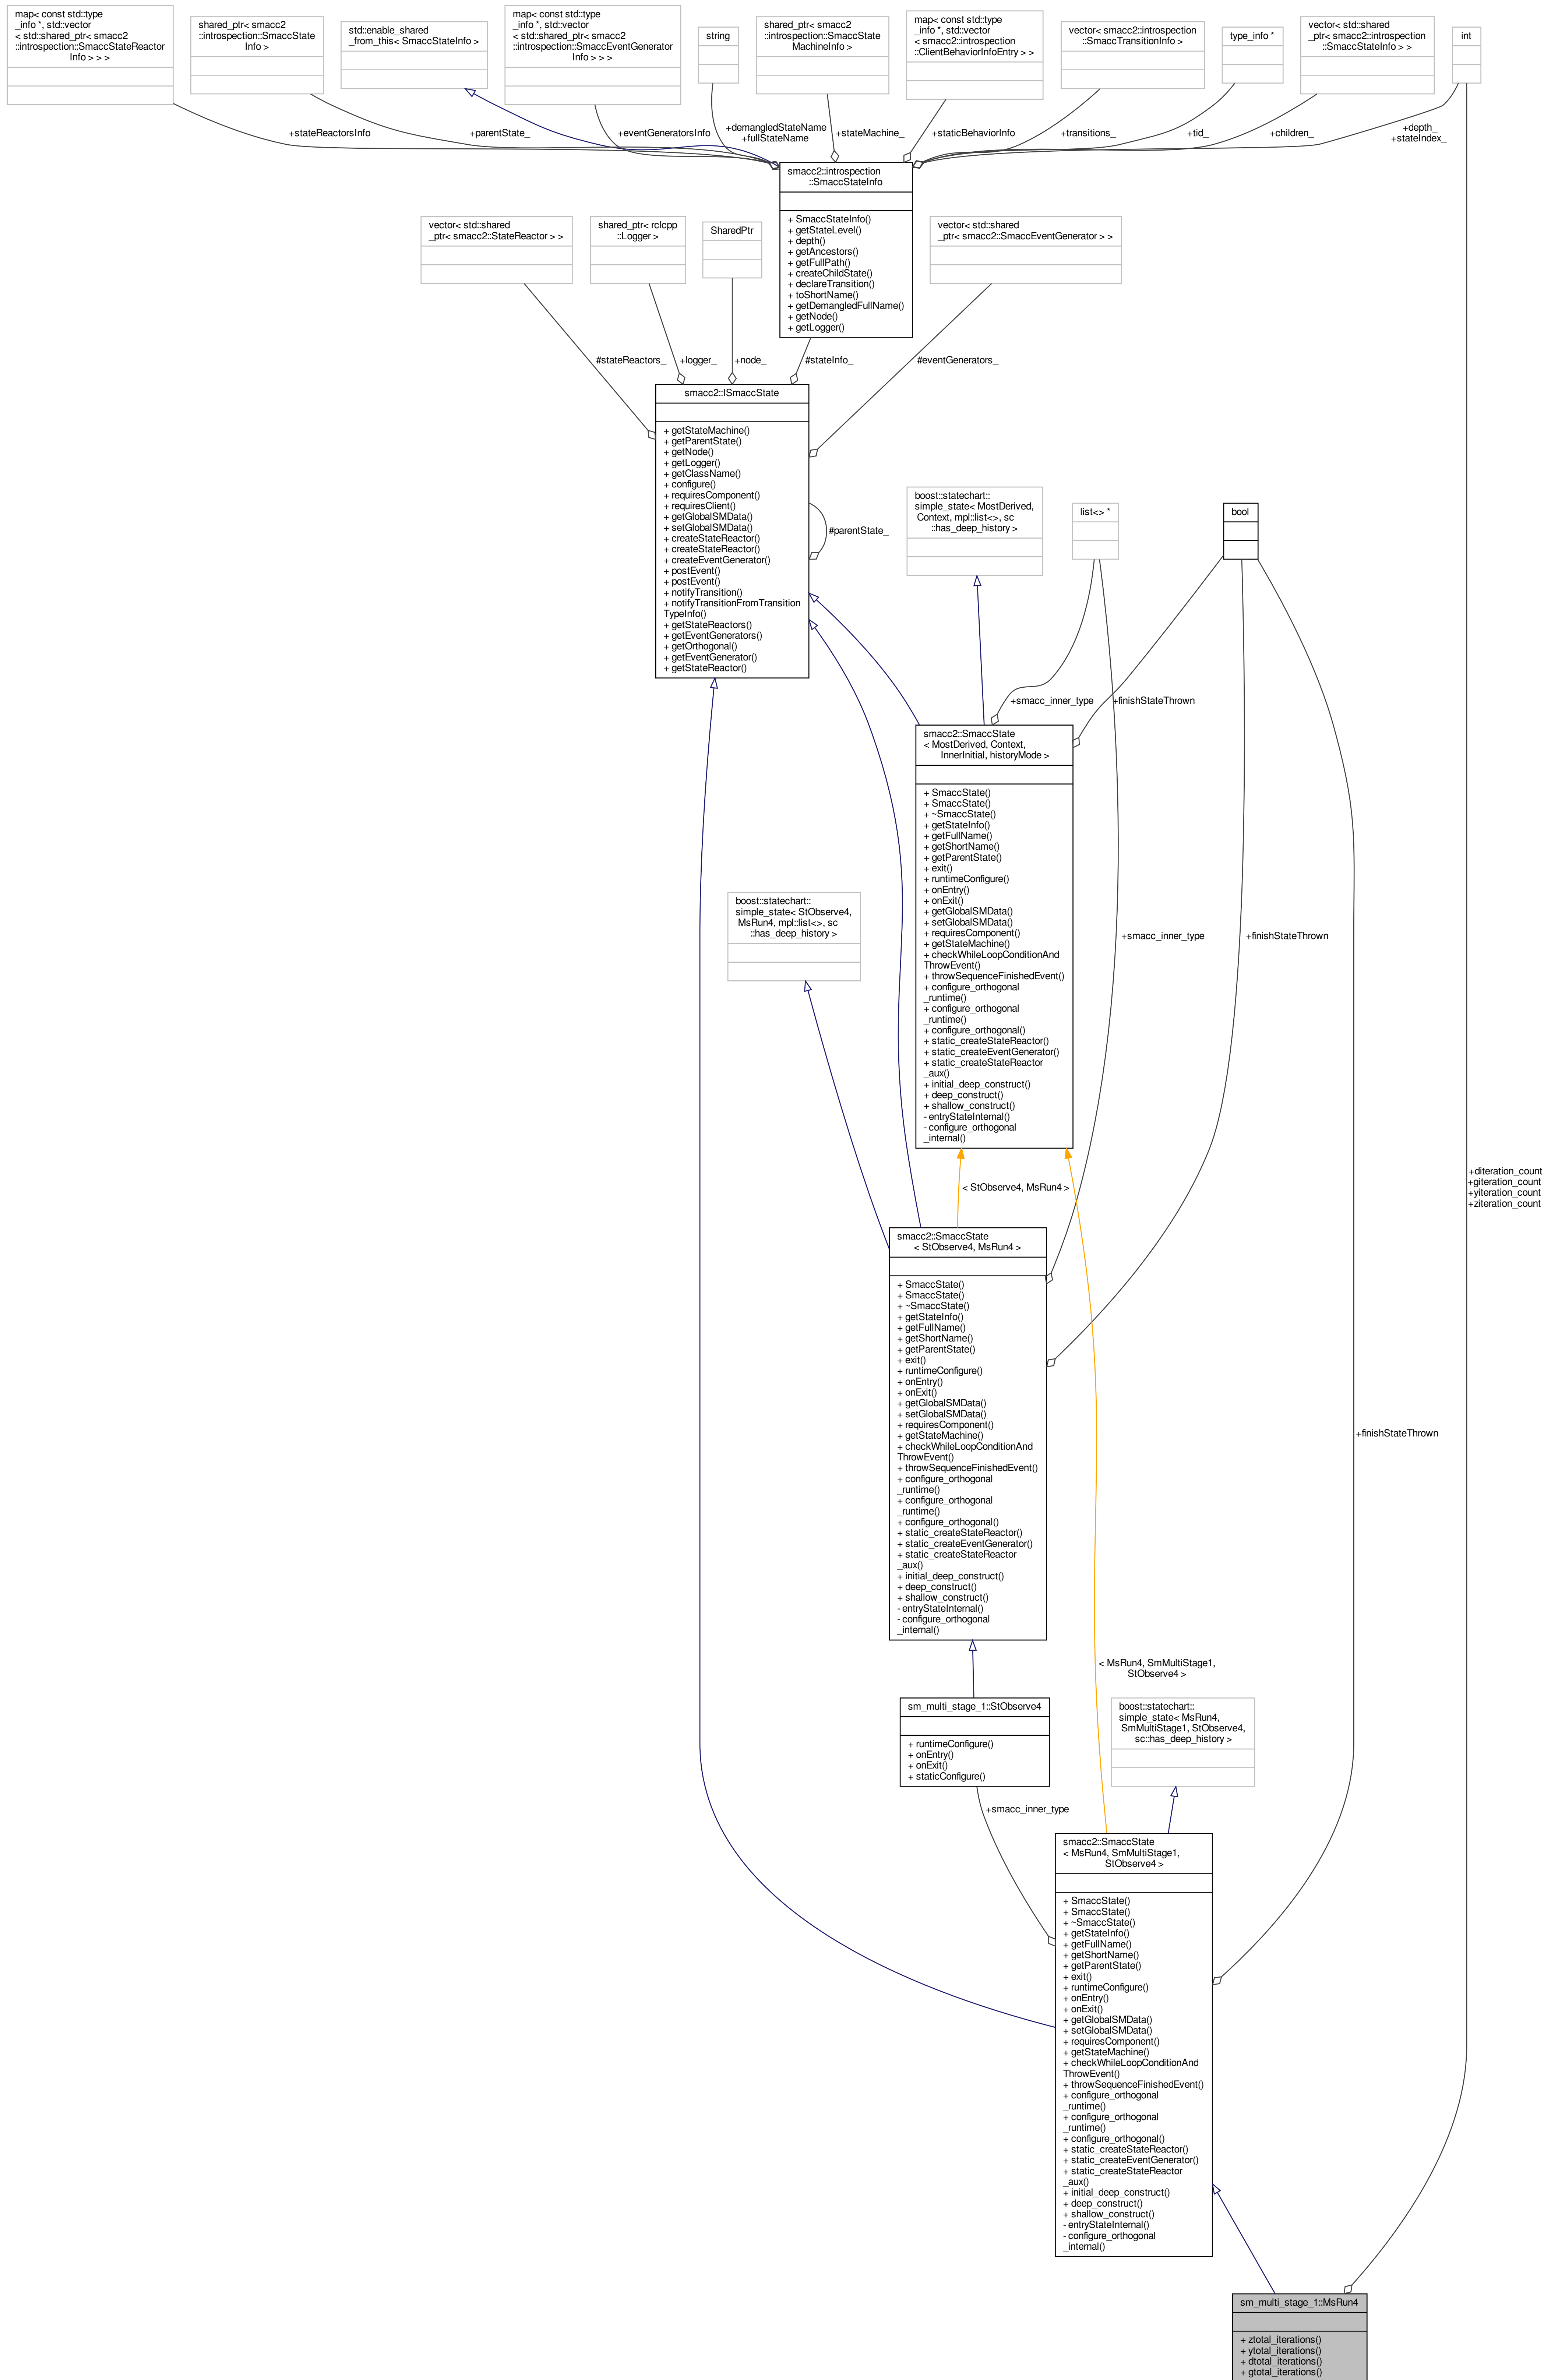 map< const std::type
_info *, std::vector
< std::shared_ptr< smacc2
::introspection::SmaccStateReactor
Info > > >
shared_ptr< smacc2
::introspection::SmaccState
Info >
std::enable_shared
_from_this< SmaccStateInfo >
map< const std::type
_info *, std::vector
< std::shared_ptr< smacc2
::introspection::SmaccEventGenerator
Info > > >
string
shared_ptr< smacc2
::introspection::SmaccState
MachineInfo >
map< const std::type
_info *, std::vector
< smacc2::introspection
::ClientBehaviorInfoEntry > >
vector< smacc2::introspection
::SmaccTransitionInfo >
type_info *
vector< std::shared
_ptr< smacc2::introspection
::SmaccStateInfo > >
int
+stateReactorsInfo
+parentState_
+eventGeneratorsInfo
+demangledStateName
+fullStateName
+stateMachine_
+staticBehaviorInfo
+transitions_
+tid_
+children_
+depth_
+stateIndex_
smacc2::introspection
::SmaccStateInfo
+ SmaccStateInfo()
+ getStateLevel()
+ depth()
+ getAncestors()
+ getFullPath()
+ createChildState()
+ declareTransition()
+ toShortName()
+ getDemangledFullName()
+ getNode()
+ getLogger()
vector< std::shared
_ptr< smacc2::StateReactor > >
shared_ptr< rclcpp
::Logger >
SharedPtr
vector< std::shared
_ptr< smacc2::SmaccEventGenerator > >
#stateReactors_
+logger_
+node_
#stateInfo_
#eventGenerators_
smacc2::ISmaccState
+ getStateMachine()
+ getParentState()
+ getNode()
+ getLogger()
+ getClassName()
+ configure()
+ requiresComponent()
+ requiresClient()
+ getGlobalSMData()
+ setGlobalSMData()
+ createStateReactor()
+ createStateReactor()
+ createEventGenerator()
+ postEvent()
+ postEvent()
+ notifyTransition()
+ notifyTransitionFromTransition
TypeInfo()
+ getStateReactors()
+ getEventGenerators()
+ getOrthogonal()
+ getEventGenerator()
+ getStateReactor()
#parentState_
boost::statechart::
simple_state< MostDerived,
Context, mpl::list<>, sc
::has_deep_history >
list<> *
bool
+smacc_inner_type
+finishStateThrown
smacc2::SmaccState
< MostDerived, Context,
InnerInitial, historyMode >
+ SmaccState()
+ SmaccState()
+ ~SmaccState()
+ getStateInfo()
+ getFullName()
+ getShortName()
+ getParentState()
+ exit()
+ runtimeConfigure()
+ onEntry()
+ onExit()
+ getGlobalSMData()
+ setGlobalSMData()
+ requiresComponent()
+ getStateMachine()
+ checkWhileLoopConditionAnd
ThrowEvent()
+ throwSequenceFinishedEvent()
+ configure_orthogonal
_runtime()
+ configure_orthogonal
_runtime()
+ configure_orthogonal()
+ static_createStateReactor()
+ static_createEventGenerator()
+ static_createStateReactor
_aux()
+ initial_deep_construct()
+ deep_construct()
+ shallow_construct()
- entryStateInternal()
- configure_orthogonal
_internal()
boost::statechart::
simple_state< StObserve4,
MsRun4, mpl::list<>, sc
::has_deep_history >
+smacc_inner_type
+finishStateThrown
< StObserve4, MsRun4 >
+diteration_count
+giteration_count
+yiteration_count
+ziteration_count
smacc2::SmaccState
< StObserve4, MsRun4 >
+ SmaccState()
+ SmaccState()
+ ~SmaccState()
+ getStateInfo()
+ getFullName()
+ getShortName()
+ getParentState()
+ exit()
+ runtimeConfigure()
+ onEntry()
+ onExit()
+ getGlobalSMData()
+ setGlobalSMData()
+ requiresComponent()
+ getStateMachine()
+ checkWhileLoopConditionAnd
ThrowEvent()
+ throwSequenceFinishedEvent()
+ configure_orthogonal
_runtime()
+ configure_orthogonal
_runtime()
+ configure_orthogonal()
+ static_createStateReactor()
+ static_createEventGenerator()
+ static_createStateReactor
_aux()
+ initial_deep_construct()
+ deep_construct()
+ shallow_construct()
- entryStateInternal()
- configure_orthogonal
_internal()
+finishStateThrown
< MsRun4, SmMultiStage1,
StObserve4 >
sm_multi_stage_1::StObserve4
+ runtimeConfigure()
+ onEntry()
+ onExit()
+ staticConfigure()
boost::statechart::
simple_state< MsRun4,
SmMultiStage1, StObserve4,
sc::has_deep_history >
+smacc_inner_type
smacc2::SmaccState
< MsRun4, SmMultiStage1,
StObserve4 >
+ SmaccState()
+ SmaccState()
+ ~SmaccState()
+ getStateInfo()
+ getFullName()
+ getShortName()
+ getParentState()
+ exit()
+ runtimeConfigure()
+ onEntry()
+ onExit()
+ getGlobalSMData()
+ setGlobalSMData()
+ requiresComponent()
+ getStateMachine()
+ checkWhileLoopConditionAnd
ThrowEvent()
+ throwSequenceFinishedEvent()
+ configure_orthogonal
_runtime()
+ configure_orthogonal
_runtime()
+ configure_orthogonal()
+ static_createStateReactor()
+ static_createEventGenerator()
+ static_createStateReactor
_aux()
+ initial_deep_construct()
+ deep_construct()
+ shallow_construct()
- entryStateInternal()
- configure_orthogonal
_internal()
sm_multi_stage_1::MsRun4
+ ztotal_iterations()
+ ytotal_iterations()
+ dtotal_iterations()
+ gtotal_iterations()